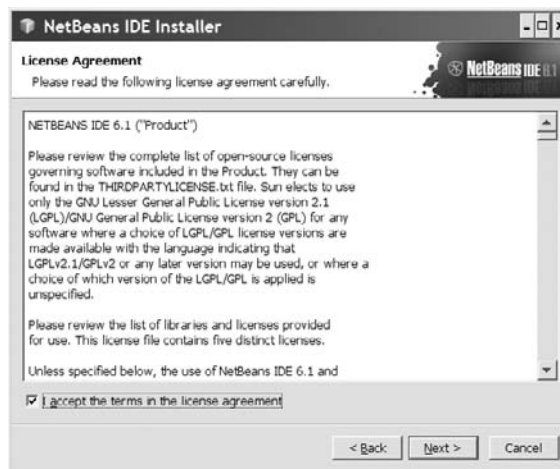 NetBeans IDE Installer
License Agreement
Please read the following license agreement carefully.
NetBeans IDE 6.1
NETBEANS IDE 6.1 ("Product")
Please review the complete list of open-source licenses
governing software included in the Product. They can be
found in the THIRDPARTYLICENSE.txt file. Sun elects to use
only the GNU Lesser General Public License version 2.1
(LGPL)/GNU General Public License version 2 (GPL) for any
software where a choice of LGPL/GPL license versions are
made available with the language indicating that
LGPLv2.1/GPLv2 or any later version may be used, or where a
choice of which version of the LGPL/GPL is applied is
unspecified.
Please review the list of libraries and licenses provided
for use. This license file contains five distinct licenses.
Unless specified below, the use of NetBeans IDE 6.1 and
I accept the terms in the license agreement
< Back
Next >
Cancel